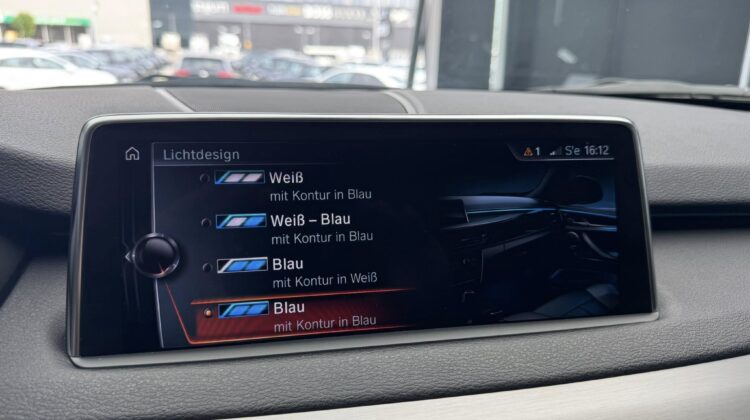 Lichtdesign
1 S'e 16:12
Weiß
mit Kontur in Blau
Weiß – Blau
mit Kontur in Blau
Blau
mit Kontur in Weiß
Blau
mit Kontur in Blau